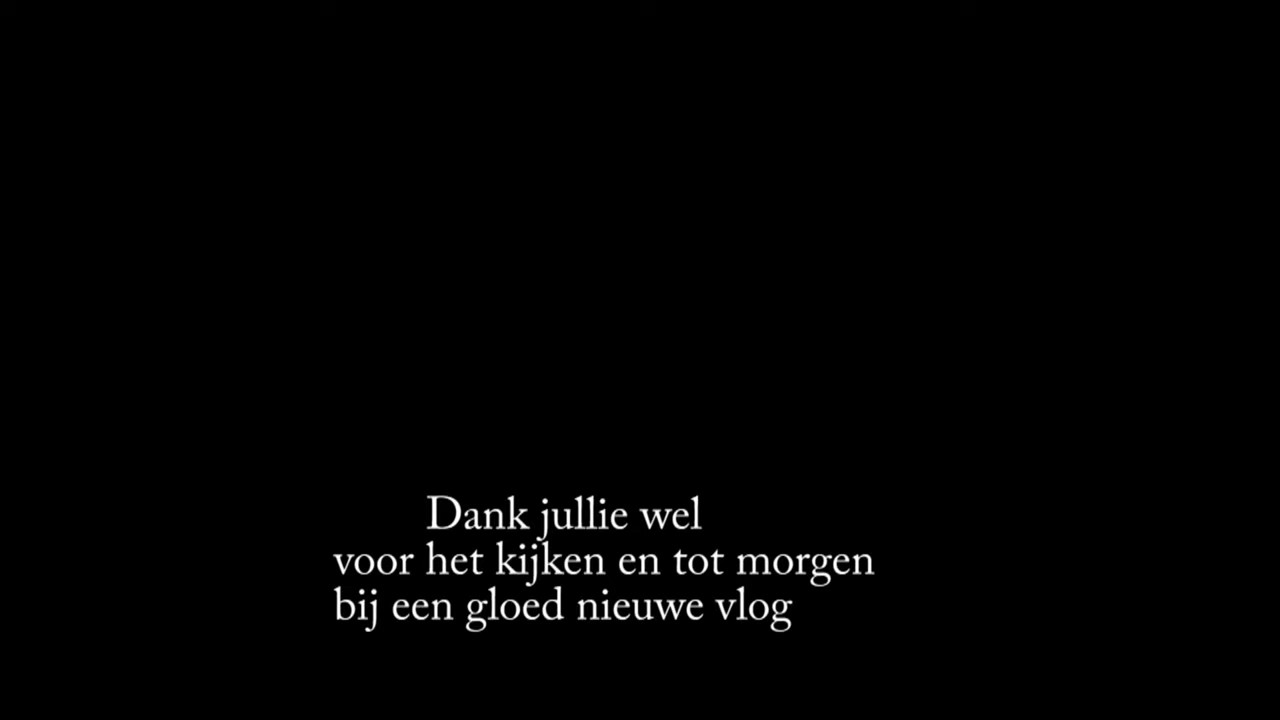 Dank jullie wel
voor het kijken en tot morgen
bij een gloed nieuwe vlog